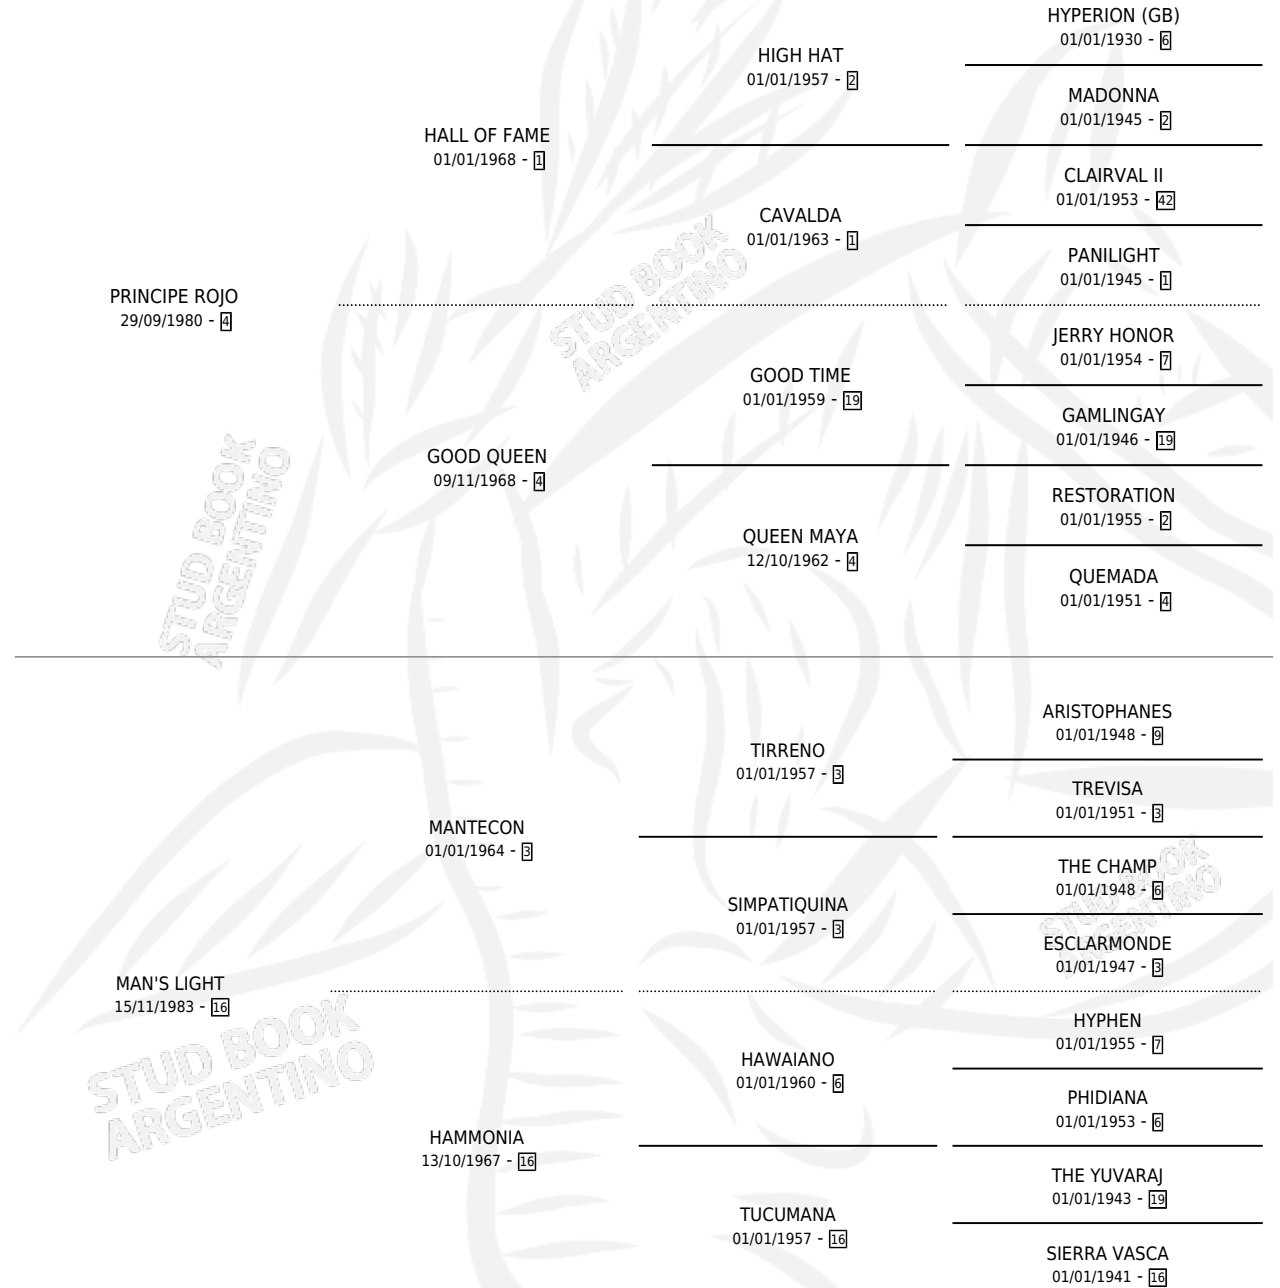 HYPERION (GB)
01/01/1930 - 6
HIGH HAT
01/01/1957 - 2
MADONNA
01/01/1945 - 2
HALL OF FAME
01/01/1968 - 1
CLAIRVAL II
01/01/1953 - 42
CAVALDA
01/01/1963 - 1
PANILIGHT
01/01/1945 - 1
PRINCIPE ROJO
29/09/1980 - 4
JERRY HONOR
01/01/1954 - 7
GOOD TIME
01/01/1959 - 19
GAMLINGAY
01/01/1946 - 19
GOOD QUEEN
09/11/1968 - 4
RESTORATION
01/01/1955 - 2
QUEEN MAYA
12/10/1962 - 4
QUEMADA
01/01/1951 - 4
STUD BOOK
ARGENTINO
STUD BOOK
ARGENTINO
ARISTOPHANES
01/01/1948 - 9
TIRRENO
01/01/1957 - 3
TREVISA
01/01/1951 - 3
MANTECON
01/01/1964 - 3
THE CHAMP
01/01/1948 - 6
SIMPATIQUINA
01/01/1957 - 3
ESCLARMONDE
01/01/1947 - 3
STUD BOOK
ARGENTINO
MAN'S LIGHT
15/11/1983 - 16
HYPHEN
01/01/1955 - 7
HAWAIANO
01/01/1960 - 6
PHIDIANA
01/01/1953 - 6
STUD BOOK
ARGENTINO
HAMMONIA
13/10/1967 - 16
THE YUVARAJ
01/01/1943 - 19
TUCUMANA
01/01/1957 - 16
SIERRA VASCA
01/01/1941 - 16